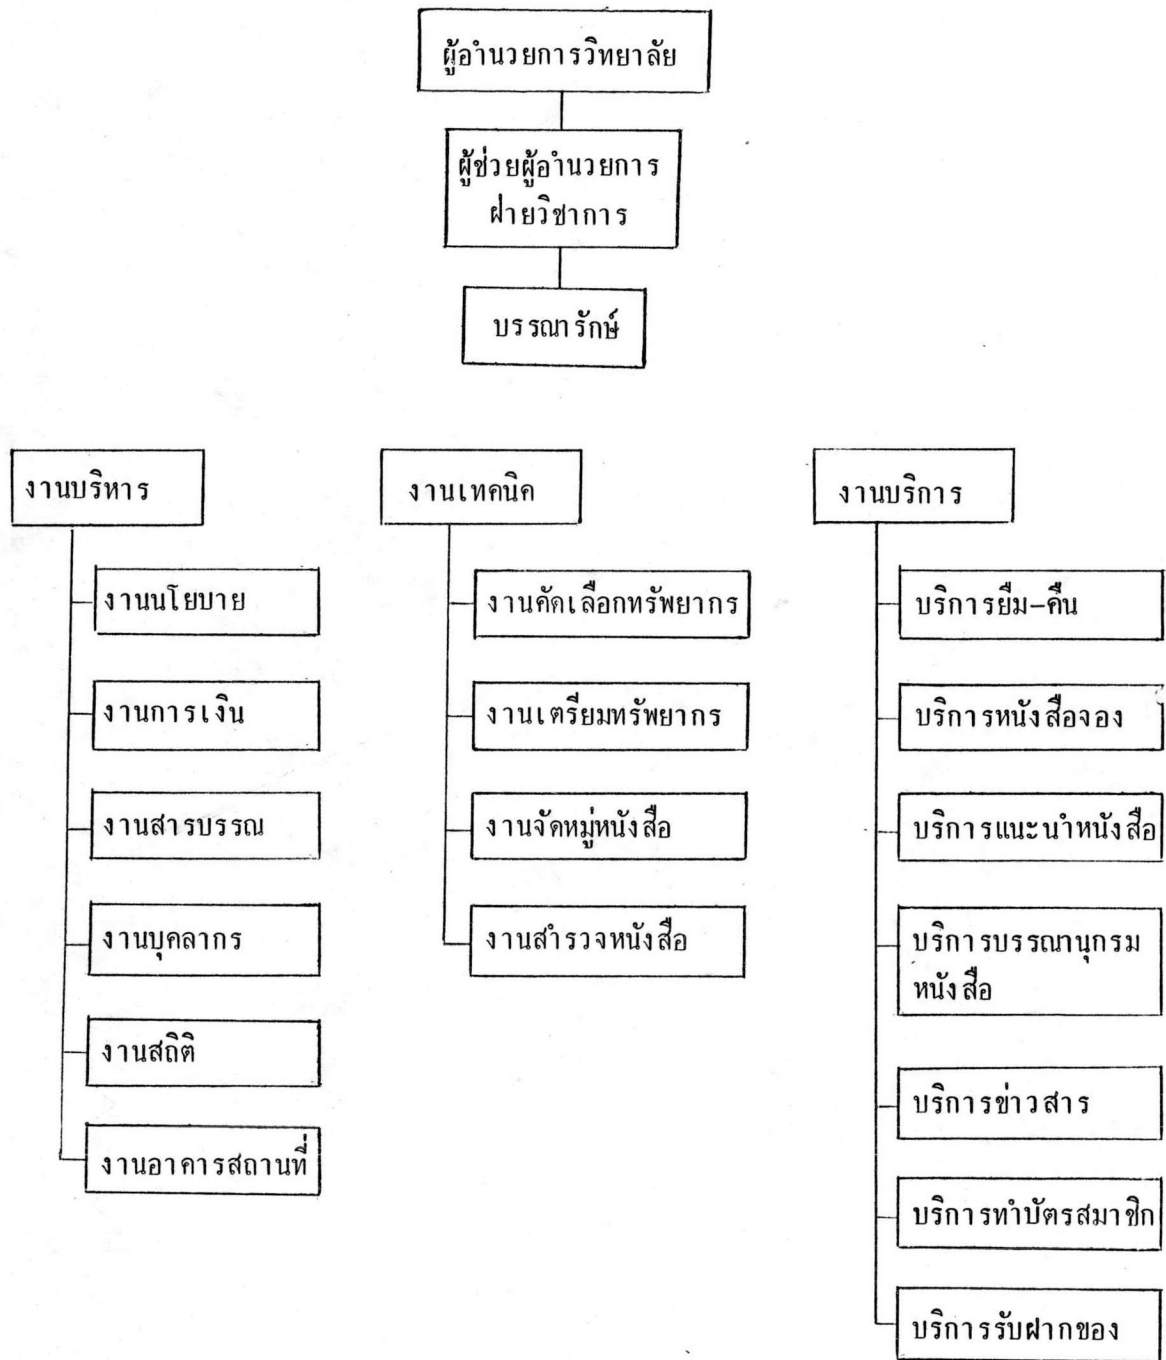 ผู้อำนวยการวิทยาลัย
ผู้ช่วยผู้อำนวยการ
ฝ่ายวิชาการ
บรรณารักษ์
งานบริหาร
งานนโยบาย
งานการเงิน
งานสารบรรณ
งานบุคลากร
งานสถิติ
งานอาคารสถานที่
งานเทคนิค
งานคัดเลือกทรัพยากร
งานเตรียมทรัพยากร
งานจัดหมู่หนังสือ
งานสำรวจหนังสือ
งานบริการ
บริการยืม-คืน
บริการหนังสือจอง
บริการแนะนำหนังสือ
บริการบรรณานุกรม
หนังสือ
บริการข่าวสาร
บริการทำบัตรสมาชิก
บริการรับฝากของ